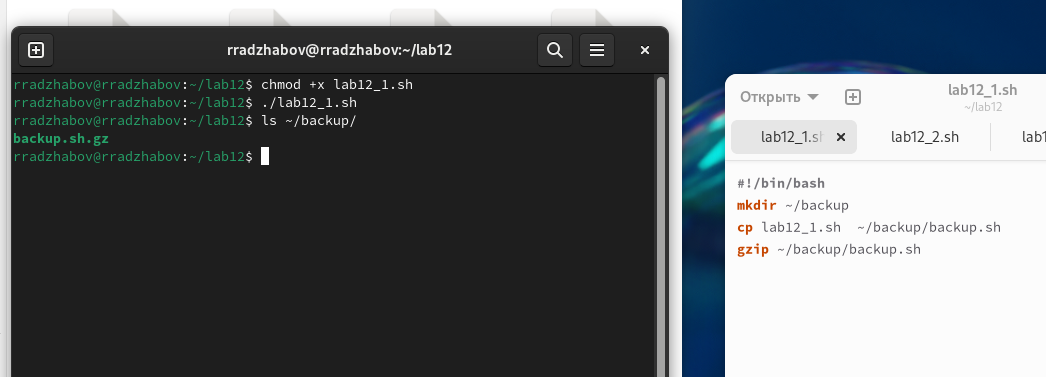 rradzhabov@rradzhabov:~/lab12
rradzhabov@rradzhabov:~/lab12$ chmod +x lab12_1.sh
rradzhabov@rradzhabov:~/lab12$ ./lab12_1.sh
rradzhabov@rradzhabov:~/lab12$ ls ~/backup/
backup.sh.gz
rradzhabov@rradzhabov:~/lab12$
Открыть
lab12_1.sh
~/lab12
lab12_1.sh
lab12_2.sh
lab1
#!/bin/bash
mkdir ~/backup
cp lab12_1.sh  ~/backup/backup.sh
gzip ~/backup/backup.sh